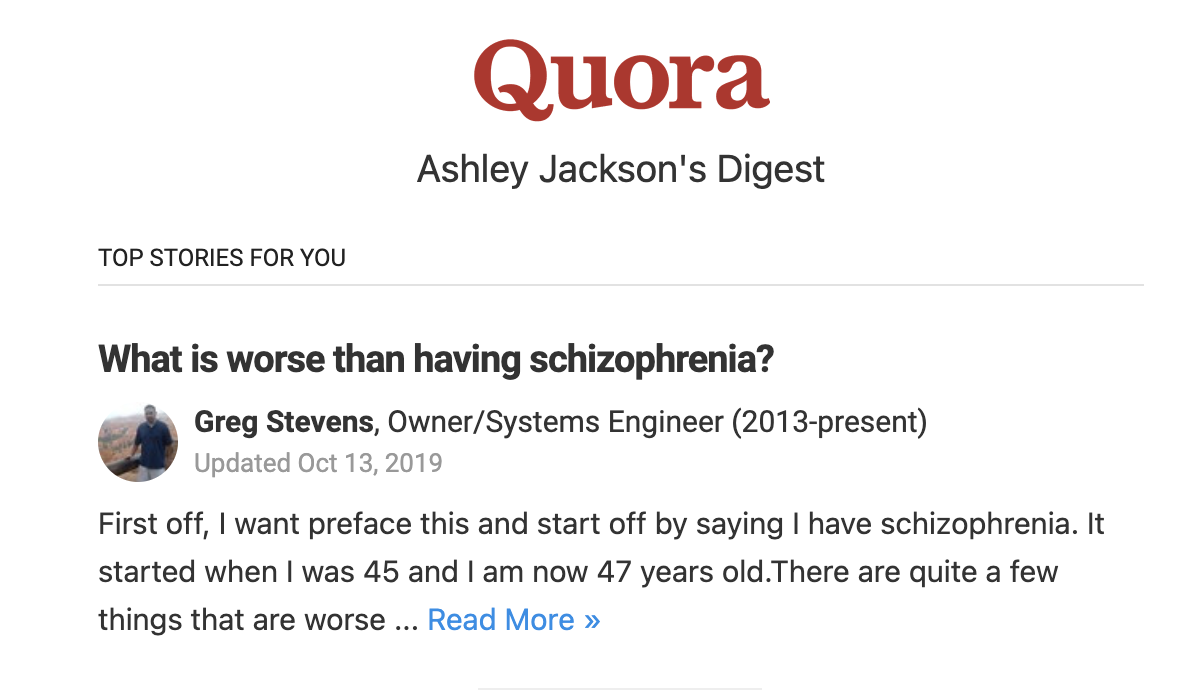 Quora
Ashley Jackson's Digest
TOP STORIES FOR YOU
What is worse than having schizophrenia?
Greg Stevens, Owner/Systems Engineer (2013-present)
Updated Oct 13, 2019
First off, I want preface this and start off by saying I have schizophrenia. It
started when I was 45 and I am now 47 years old.There are quite a few
things that are worse ... Read More »